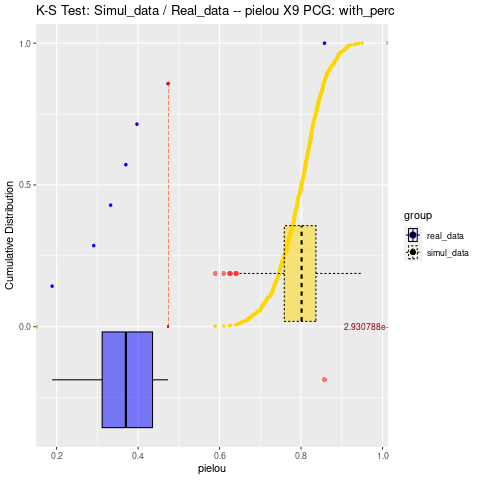 K-S Test: Simul_data / Real_data -- pielou X9 PCG: with_perc
1.0
0.5
0.0
Cumulative Distribution
2.930788e-
0.2
0.4
0.6
0.8
1.0
pielou
group
real_data
simul_data